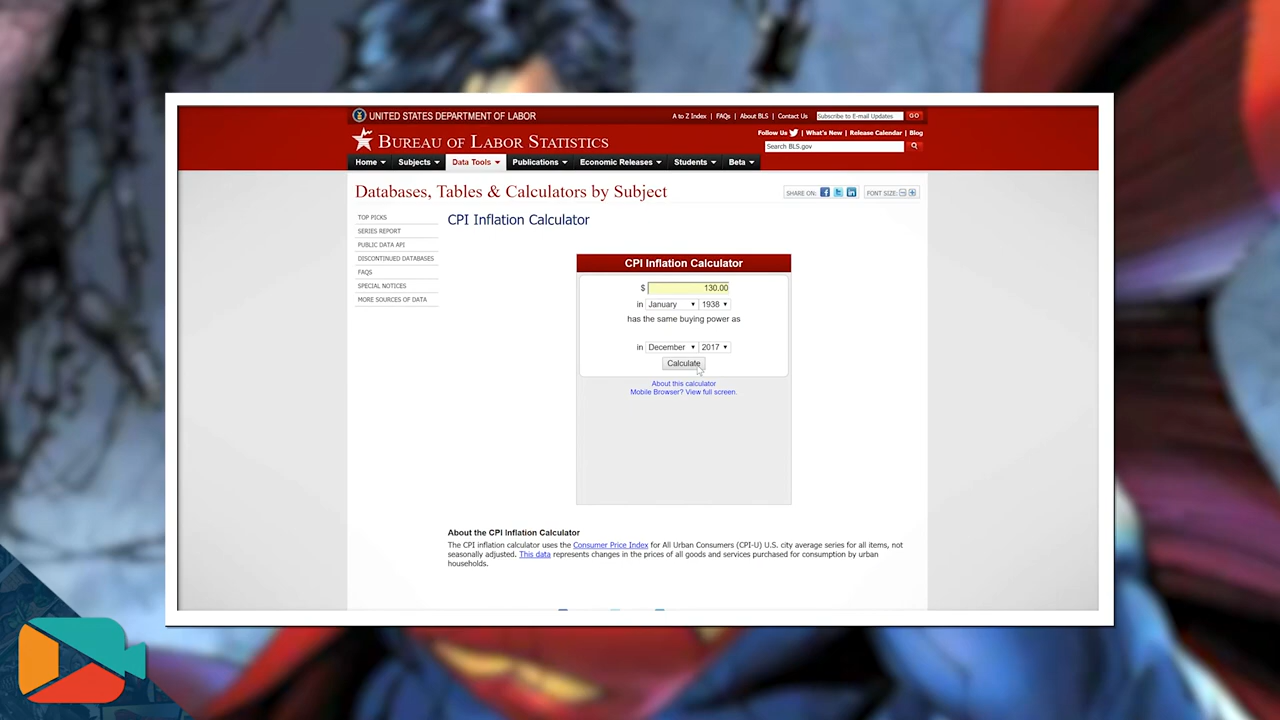 UNITED STATES DEPARTMENT OF LABOR
A to Z Index | FAQs | About BLS | Contact Us
Subscribe to E-mail Updates GO
BUREAU OF LABOR STATISTICS
Follow Us | What's New | Release Calendar | Blog
Search BLS.gov
Home Subjects Data Tools Publications Economic Releases Students Beta
Databases, Tables & Calculators by Subject
SHARE ON: FONT SIZE:
TOP PICKS
SERIES REPORT
PUBLIC DATA API
DISCONTINUED DATABASES
FAQS
SPECIAL NOTICES
MORE SOURCES OF DATA
CPI Inflation Calculator
CPI Inflation Calculator
$ 130.00
in January 1938
has the same buying power as
in December 2017
Calculate
About this calculator
Mobile Browser? View full screen.
About the CPI Inflation Calculator
The CPI inflation calculator uses the Consumer Price Index for All Urban Consumers (CPI-U) U.S. city average series for all items, not
seasonally adjusted. This data represents changes in the prices of all goods and services purchased for consumption by urban
households.